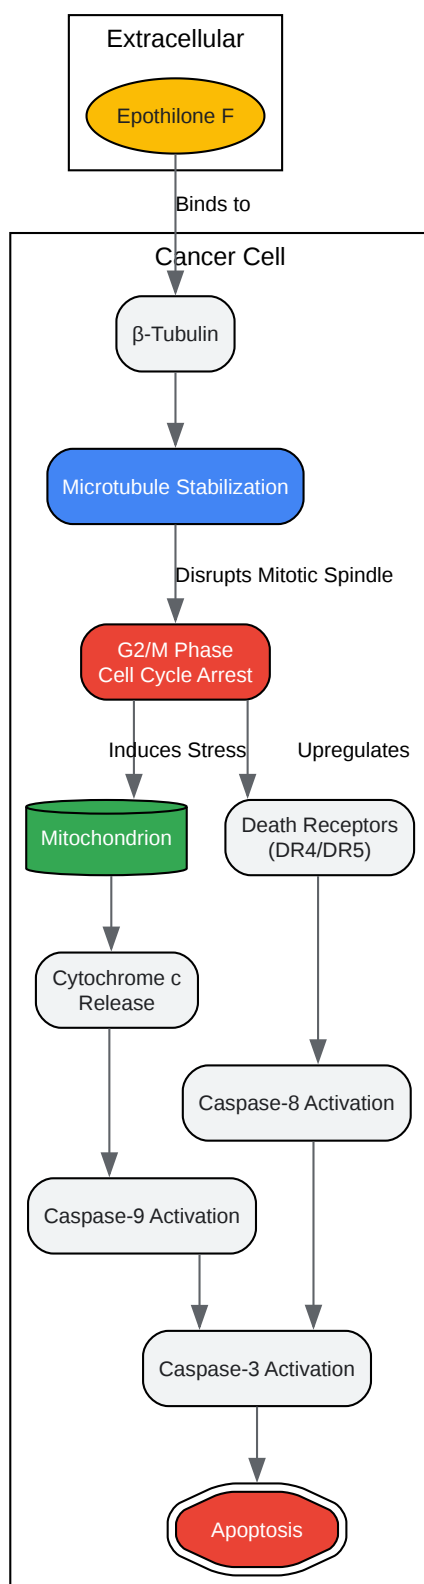 Extracellular
Epothilone F
Binds to
Cancer Cell
β-Tubulin
Microtubule Stabilization
Disrupts Mitotic Spindle
G2/M Phase
Cell Cycle Arrest
Induces Stress
Upregulates
Mitochondrion
Death Receptors
(DR4/DR5)
Cytochrome c
Release
Caspase-8 Activation
Caspase-9 Activation
Caspase-3 Activation
Apoptosis